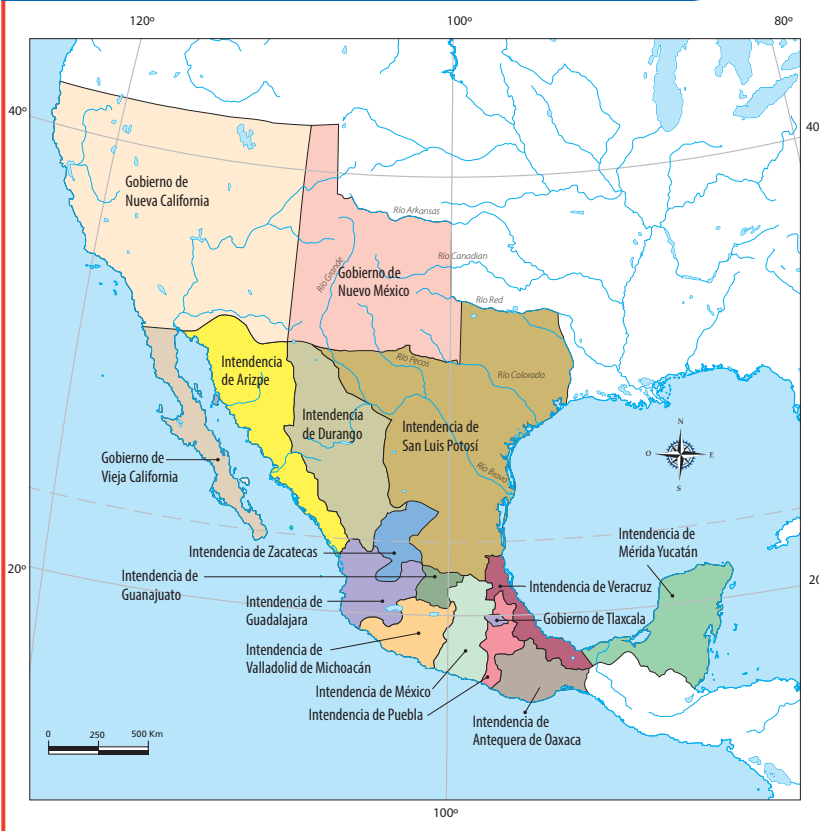 120º
100º
80º
40º
40
Gobierno de
Nueva California
Río Arkansas
Río Canadian
Río Grande
Gobierno de
Nuevo México
Río Red
Río Pecos
Río Colorado
Intendencia
de Arizpe
Intendencia
de Durango
Intendencia de
San Luis Potosí
Río Bravo
N
O
E
S
Gobierno de
Vieja California
Intendencia de
Mérida Yucatán
20º
20
Intendencia de Zacatecas
Intendencia de
Guanajuato
Intendencia de Veracruz
Intendencia de
Guadalajara
Gobierno de Tlaxcala
Intendencia de
Valladolid de Michoacán
Intendencia de México
Intendencia de Puebla
Intendencia de
Antequera de Oaxaca
0
250
500 Km
100º